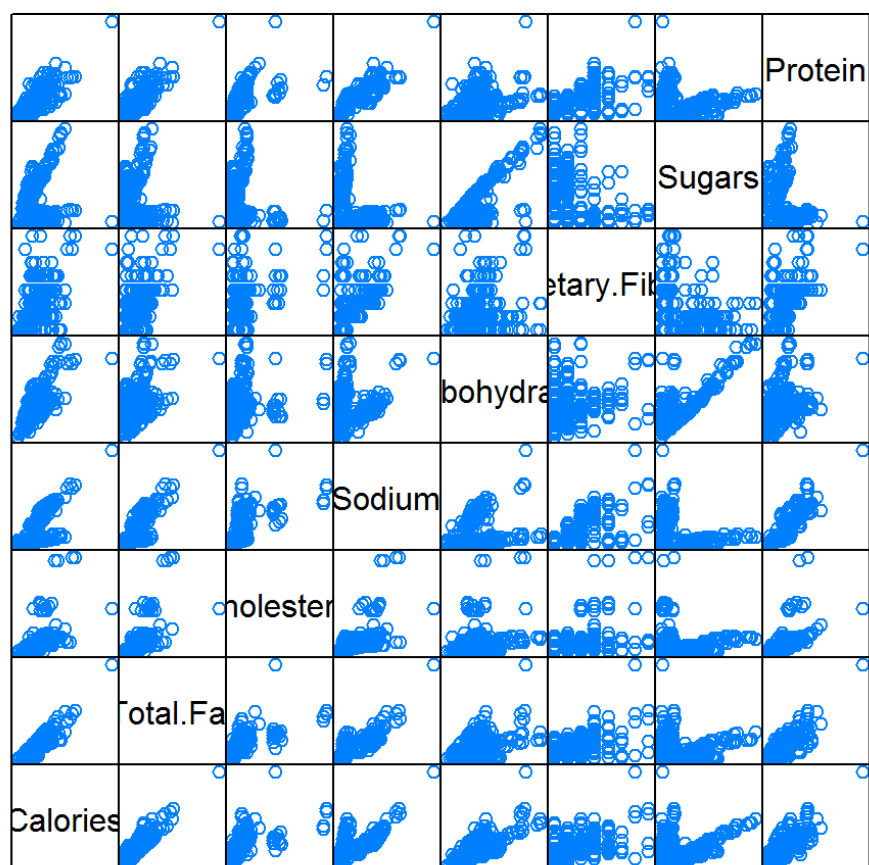 Protein
Sugars
etary.Fib
bohydra
Sodium
holester
Total.Fa
Calories